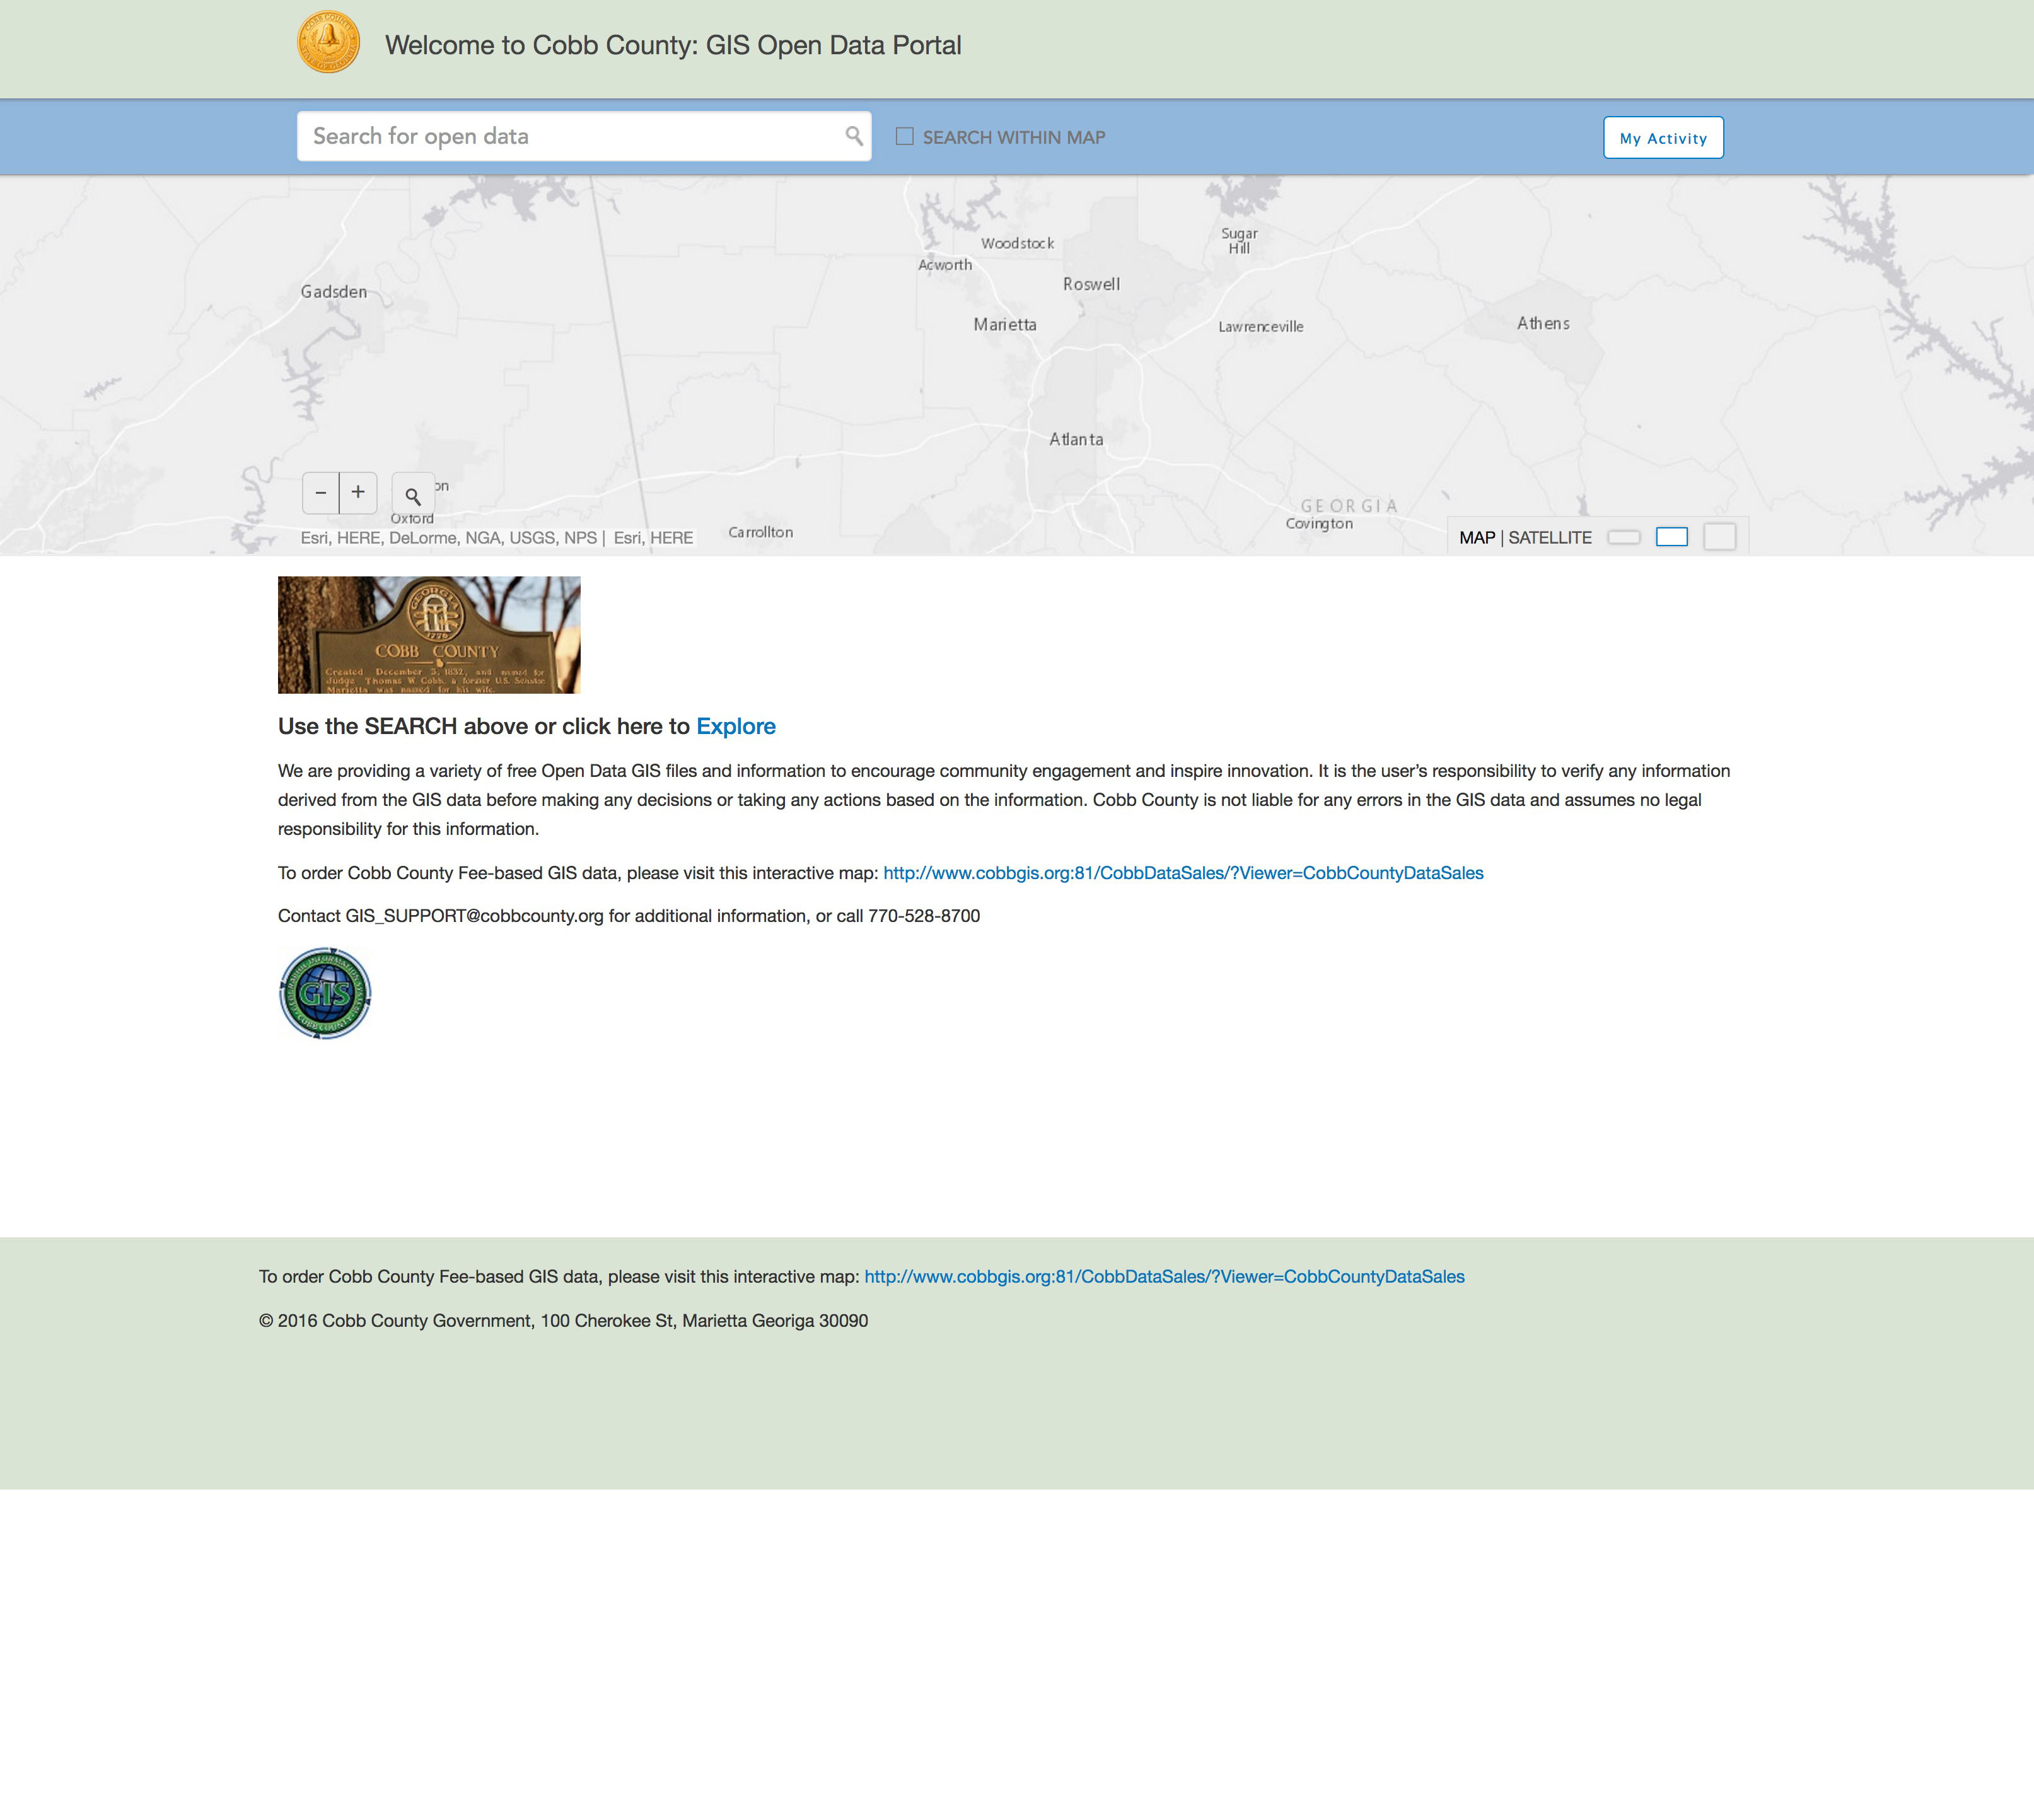 Welcome to Cobb County: GIS Open Data Portal
Search for open data
SEARCH WITHIN MAP
My Activity
Woodstock
Sugar
Hill
Acworth
Roswell
Gadsden
Marietta
Lawrenceville
Athens
Atlanta
on
− +
GEORGIA
Oxford
Covington
Carrollton
Esri, HERE, DeLorme, NGA, USGS, NPS | Esri, HERE
MAP | SATELLITE
GEORGIA
1776
COBB COUNTY
Created December 3, 1832, and named for
Judge Thomas W. Cobb, a former U.S. Senator
Marietta was named for his wife.
Use the SEARCH above or click here to Explore
We are providing a variety of free Open Data GIS files and information to encourage community engagement and inspire innovation. It is the user’s responsibility to verify any information
derived from the GIS data before making any decisions or taking any actions based on the information. Cobb County is not liable for any errors in the GIS data and assumes no legal
responsibility for this information.
To order Cobb County Fee-based GIS data, please visit this interactive map: http://www.cobbgis.org:81/CobbDataSales/?Viewer=CobbCountyDataSales
Contact GIS_SUPPORT@cobbcounty.org for additional information, or call 770-528-8700
GIS
COBB COUNTY
To order Cobb County Fee-based GIS data, please visit this interactive map: http://www.cobbgis.org:81/CobbDataSales/?Viewer=CobbCountyDataSales
© 2016 Cobb County Government, 100 Cherokee St, Marietta Georiga 30090